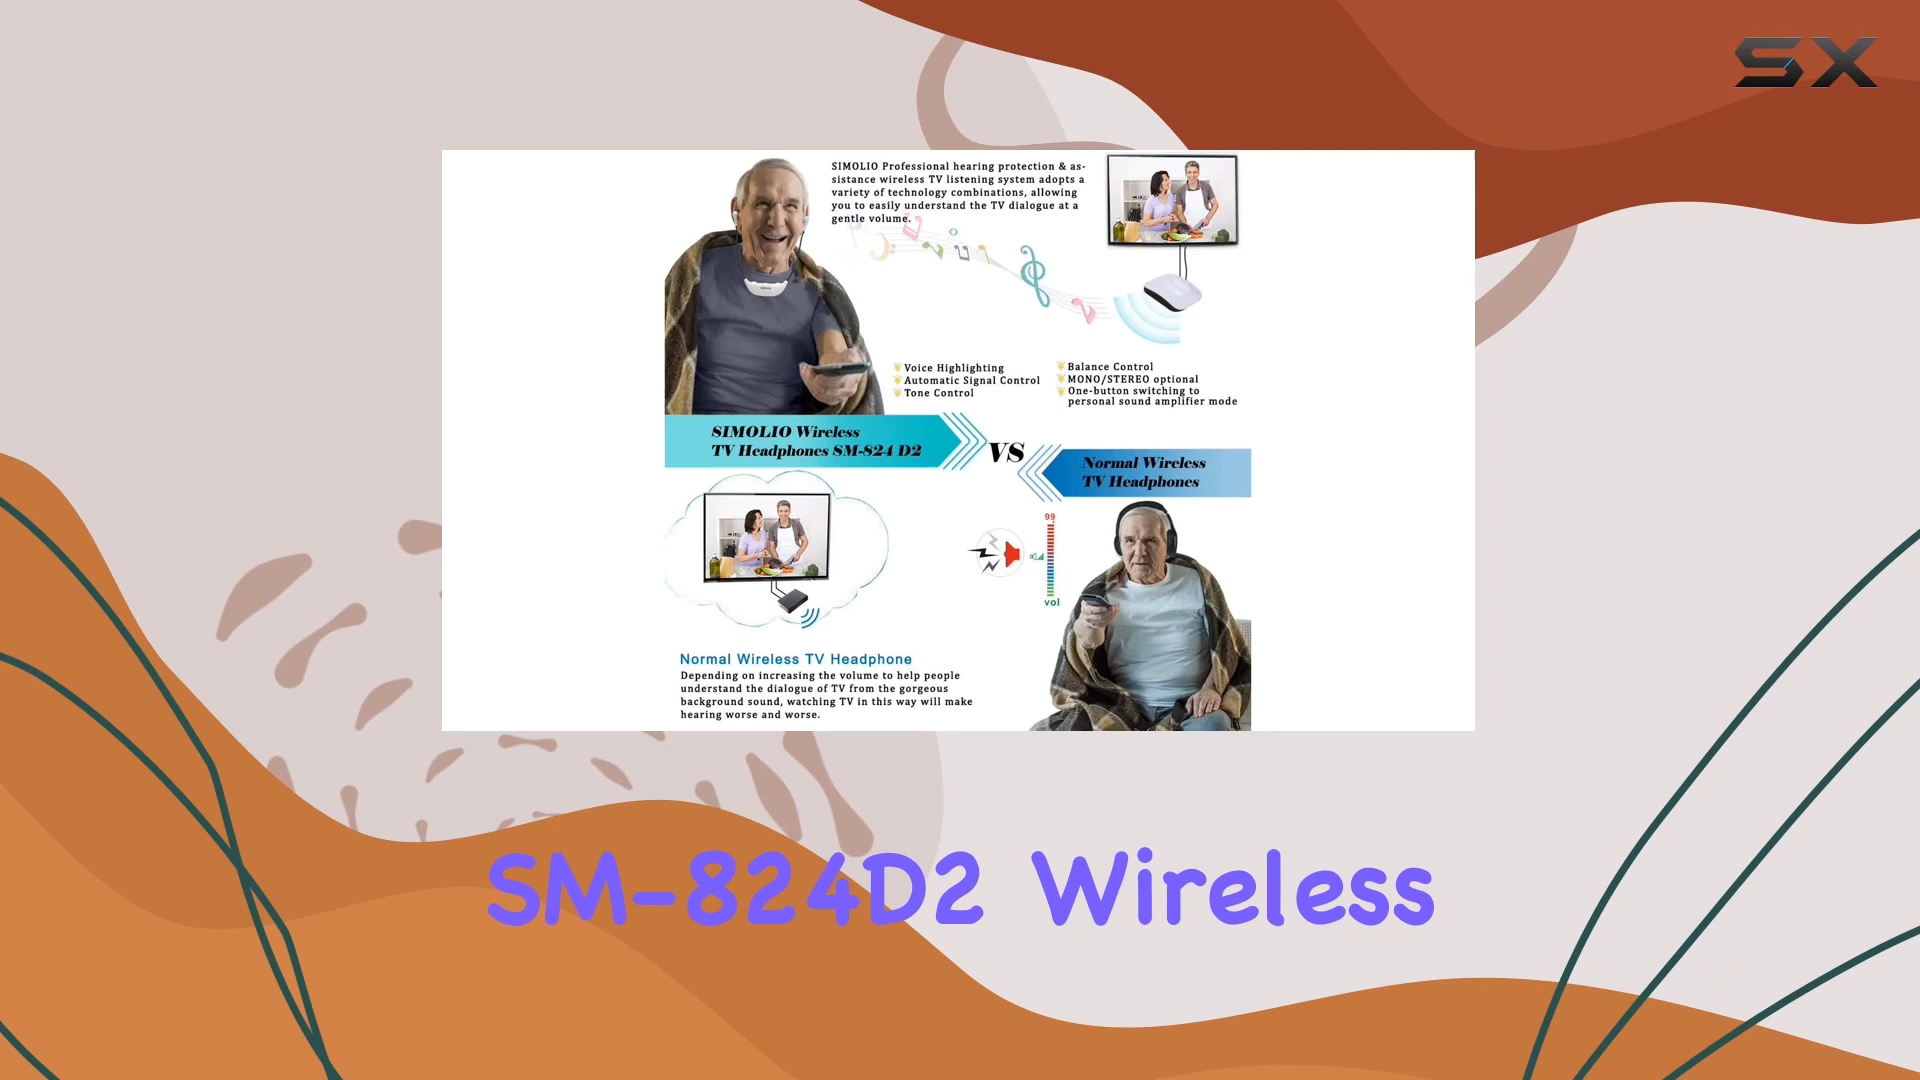 SX
SIMOLIO Professional hearing protection & as-
sistance wireless TV listening system adopts a
variety of technology combinations, allowing
you to easily understand the TV dialogue at a
gentle volume.
Voice Highlighting
Automatic Signal Control
Tone Control
Balance Control
MONO/STEREO optional
One-button switching to
personal sound amplifier mode
SIMOLIO Wireless
TV Headphones SM-824 D2
VS
Normal Wireless
TV Headphones
99
vol
Normal Wireless TV Headphone
Depending on increasing the volume to help people
understand the dialogue of TV from the gorgeous
background sound, watching TV in this way will make
hearing worse and worse.
SM-824D2 Wireless